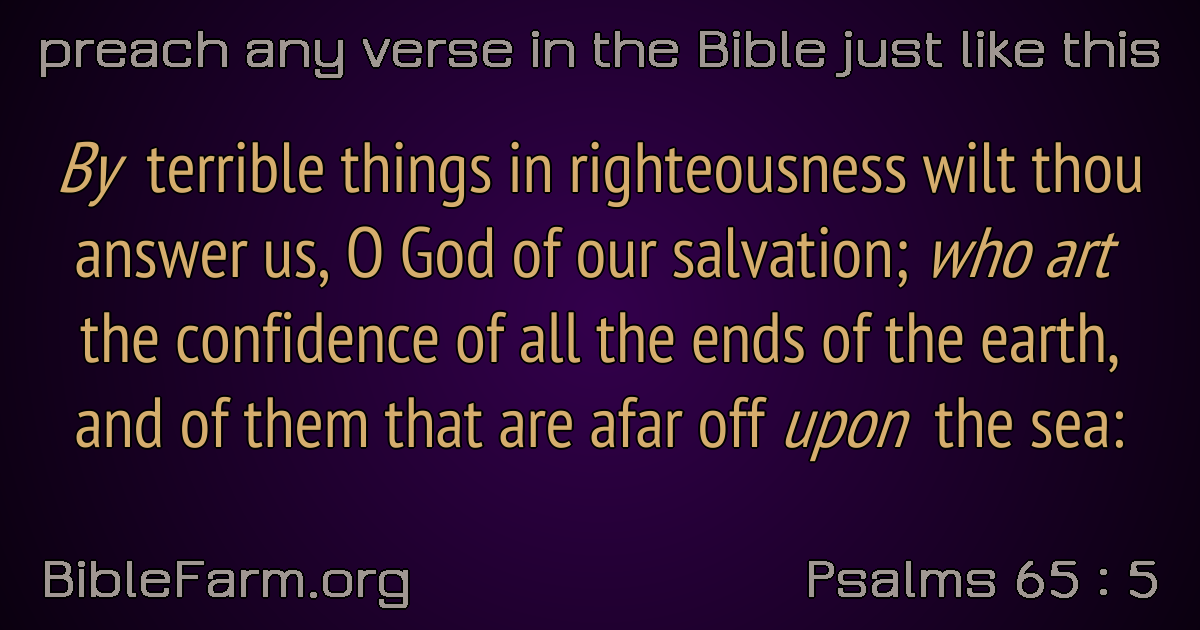 preach any verse in the Bible just like this
By terrible things in righteousness wilt thou
answer us, O God of our salvation; who art
the confidence of all the ends of the earth,
and of them that are afar off upon the sea:
BibleFarm.org
Psalms 65 : 5